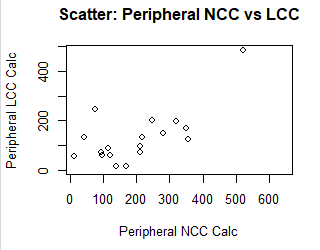 Scatter: Peripheral NCC vs LCC
Peripheral LCC Calc
400
200
0
0 100 200 300 400 500 600
Peripheral NCC Calc